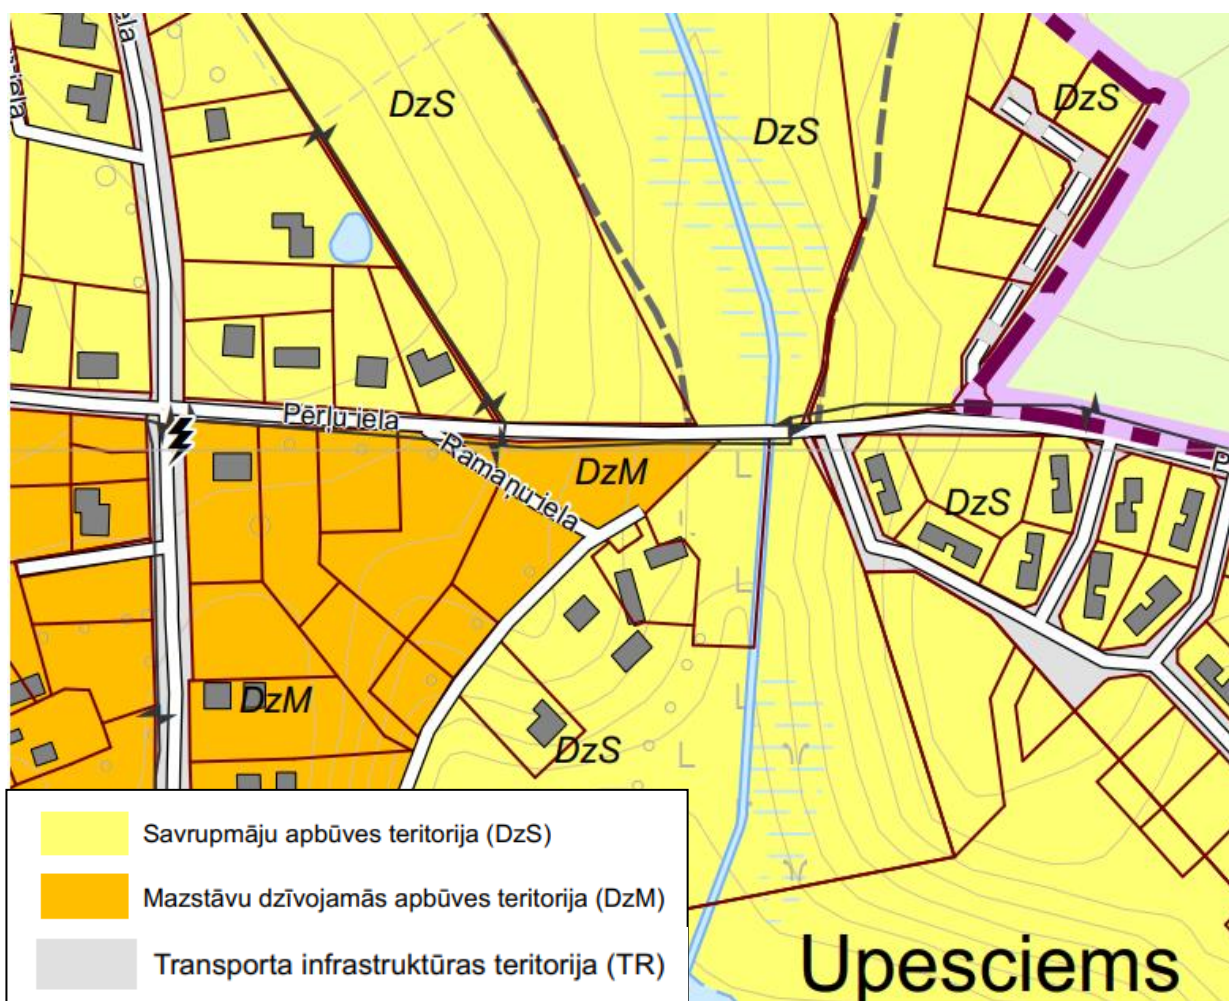 DzS
DzS
DzS
Pērļu iela
Ramaņu iela
DzM
DzS
DzM
DzS
Savrupmāju apbūves teritorija (DzS)
Mazstāvu dzīvojamās apbūves teritorija (DzM)
Transporta infrastruktūras teritorija (TR)
Upesciems